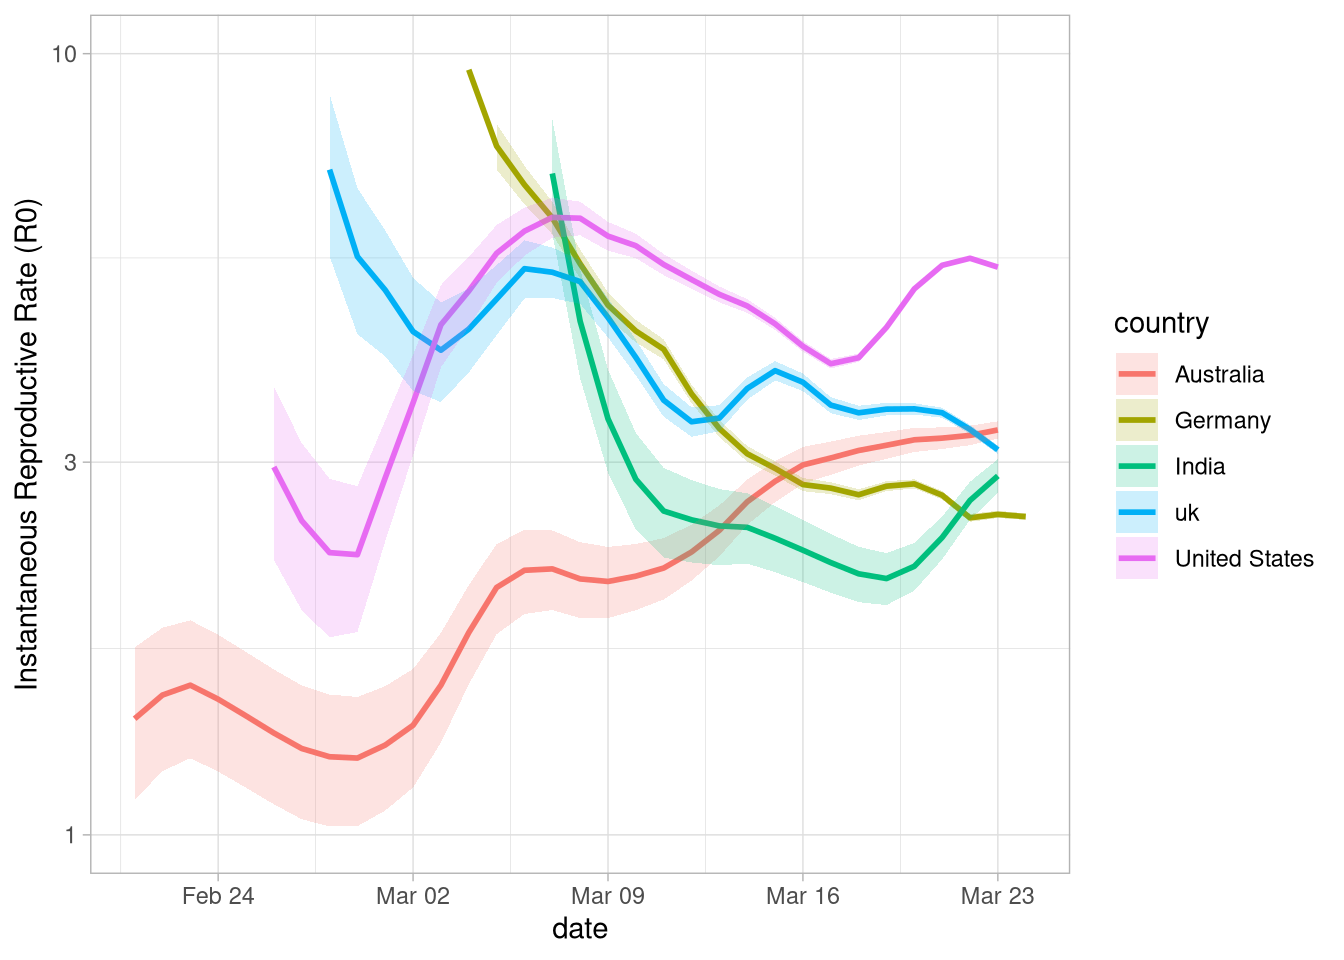 Instantaneous Reproductive Rate (R0)
10
3
1
Feb 24
Mar 02
Mar 09
Mar 16
Mar 23
date
country
Australia
Germany
India
uk
United States